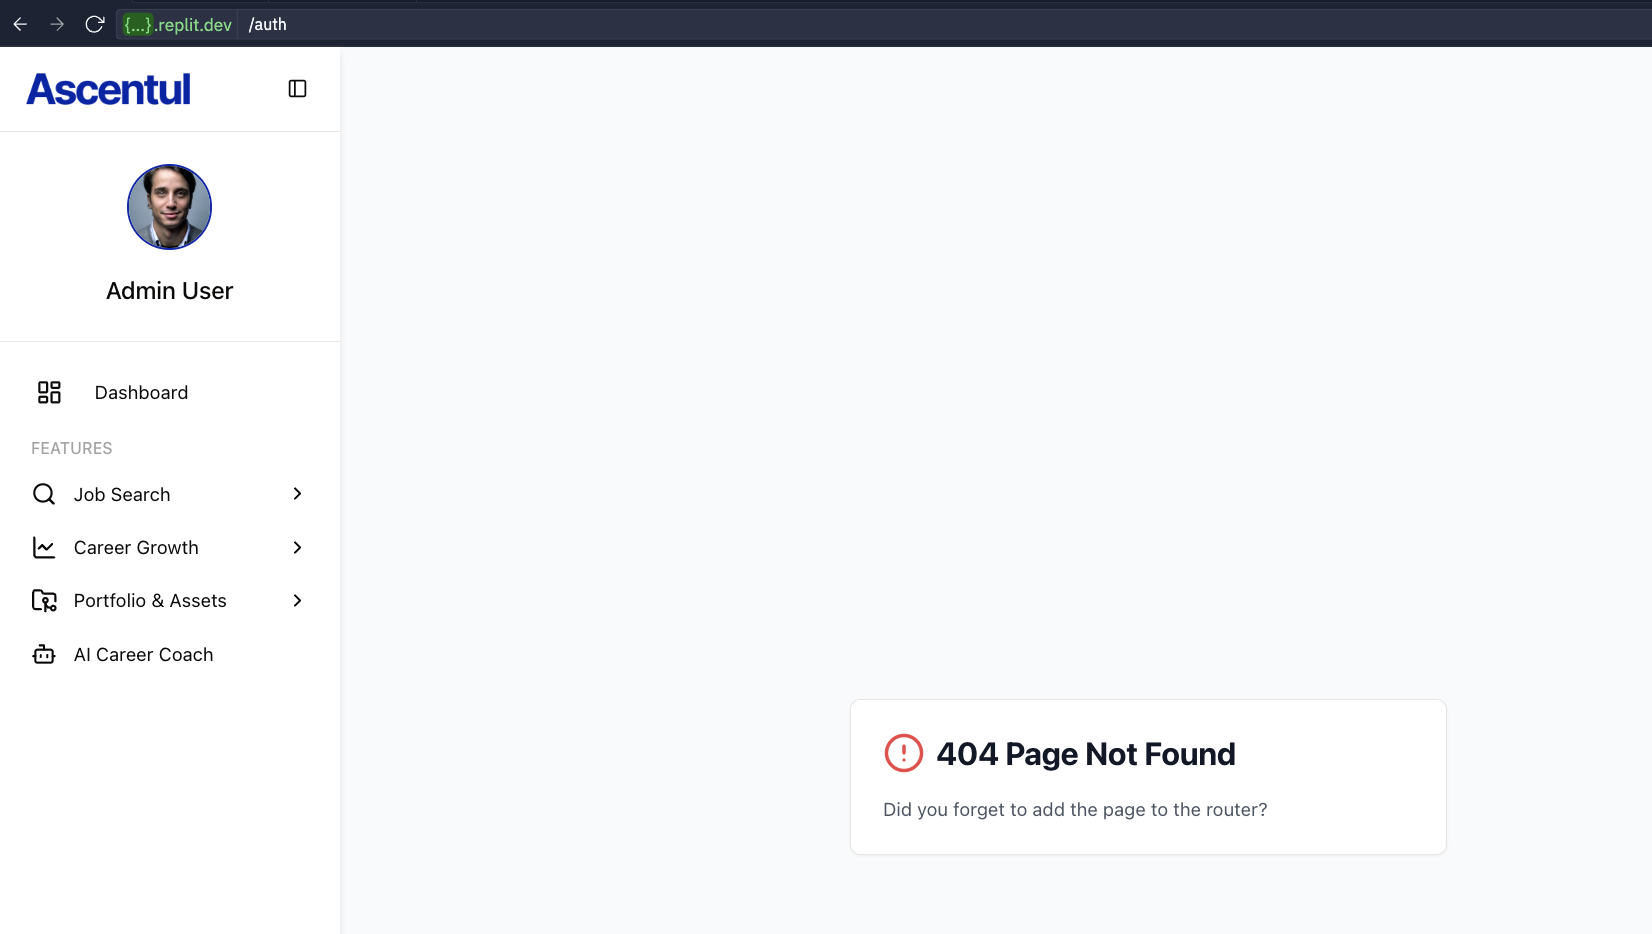 {...}.replit.dev /auth
Ascentul
Admin User
Dashboard
FEATURES
Job Search
Career Growth
Portfolio & Assets
AI Career Coach
404 Page Not Found
Did you forget to add the page to the router?